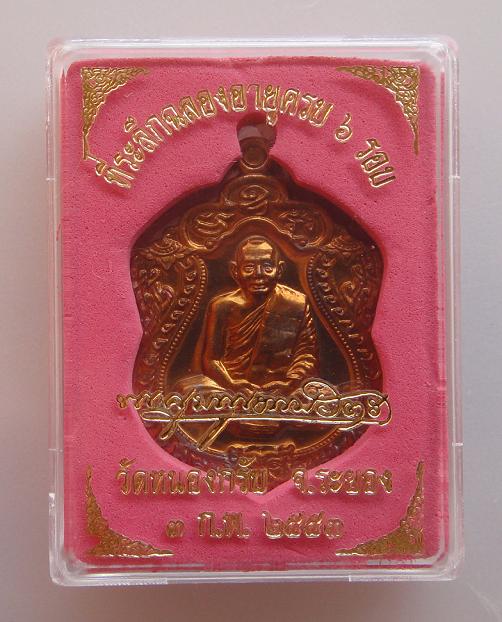 ที่ระลึกฉลองอายุครบ ๖ รอบ
วัดหนองกรับ จ.ระยอง
๓ ก.พ. ๒๕๕๓